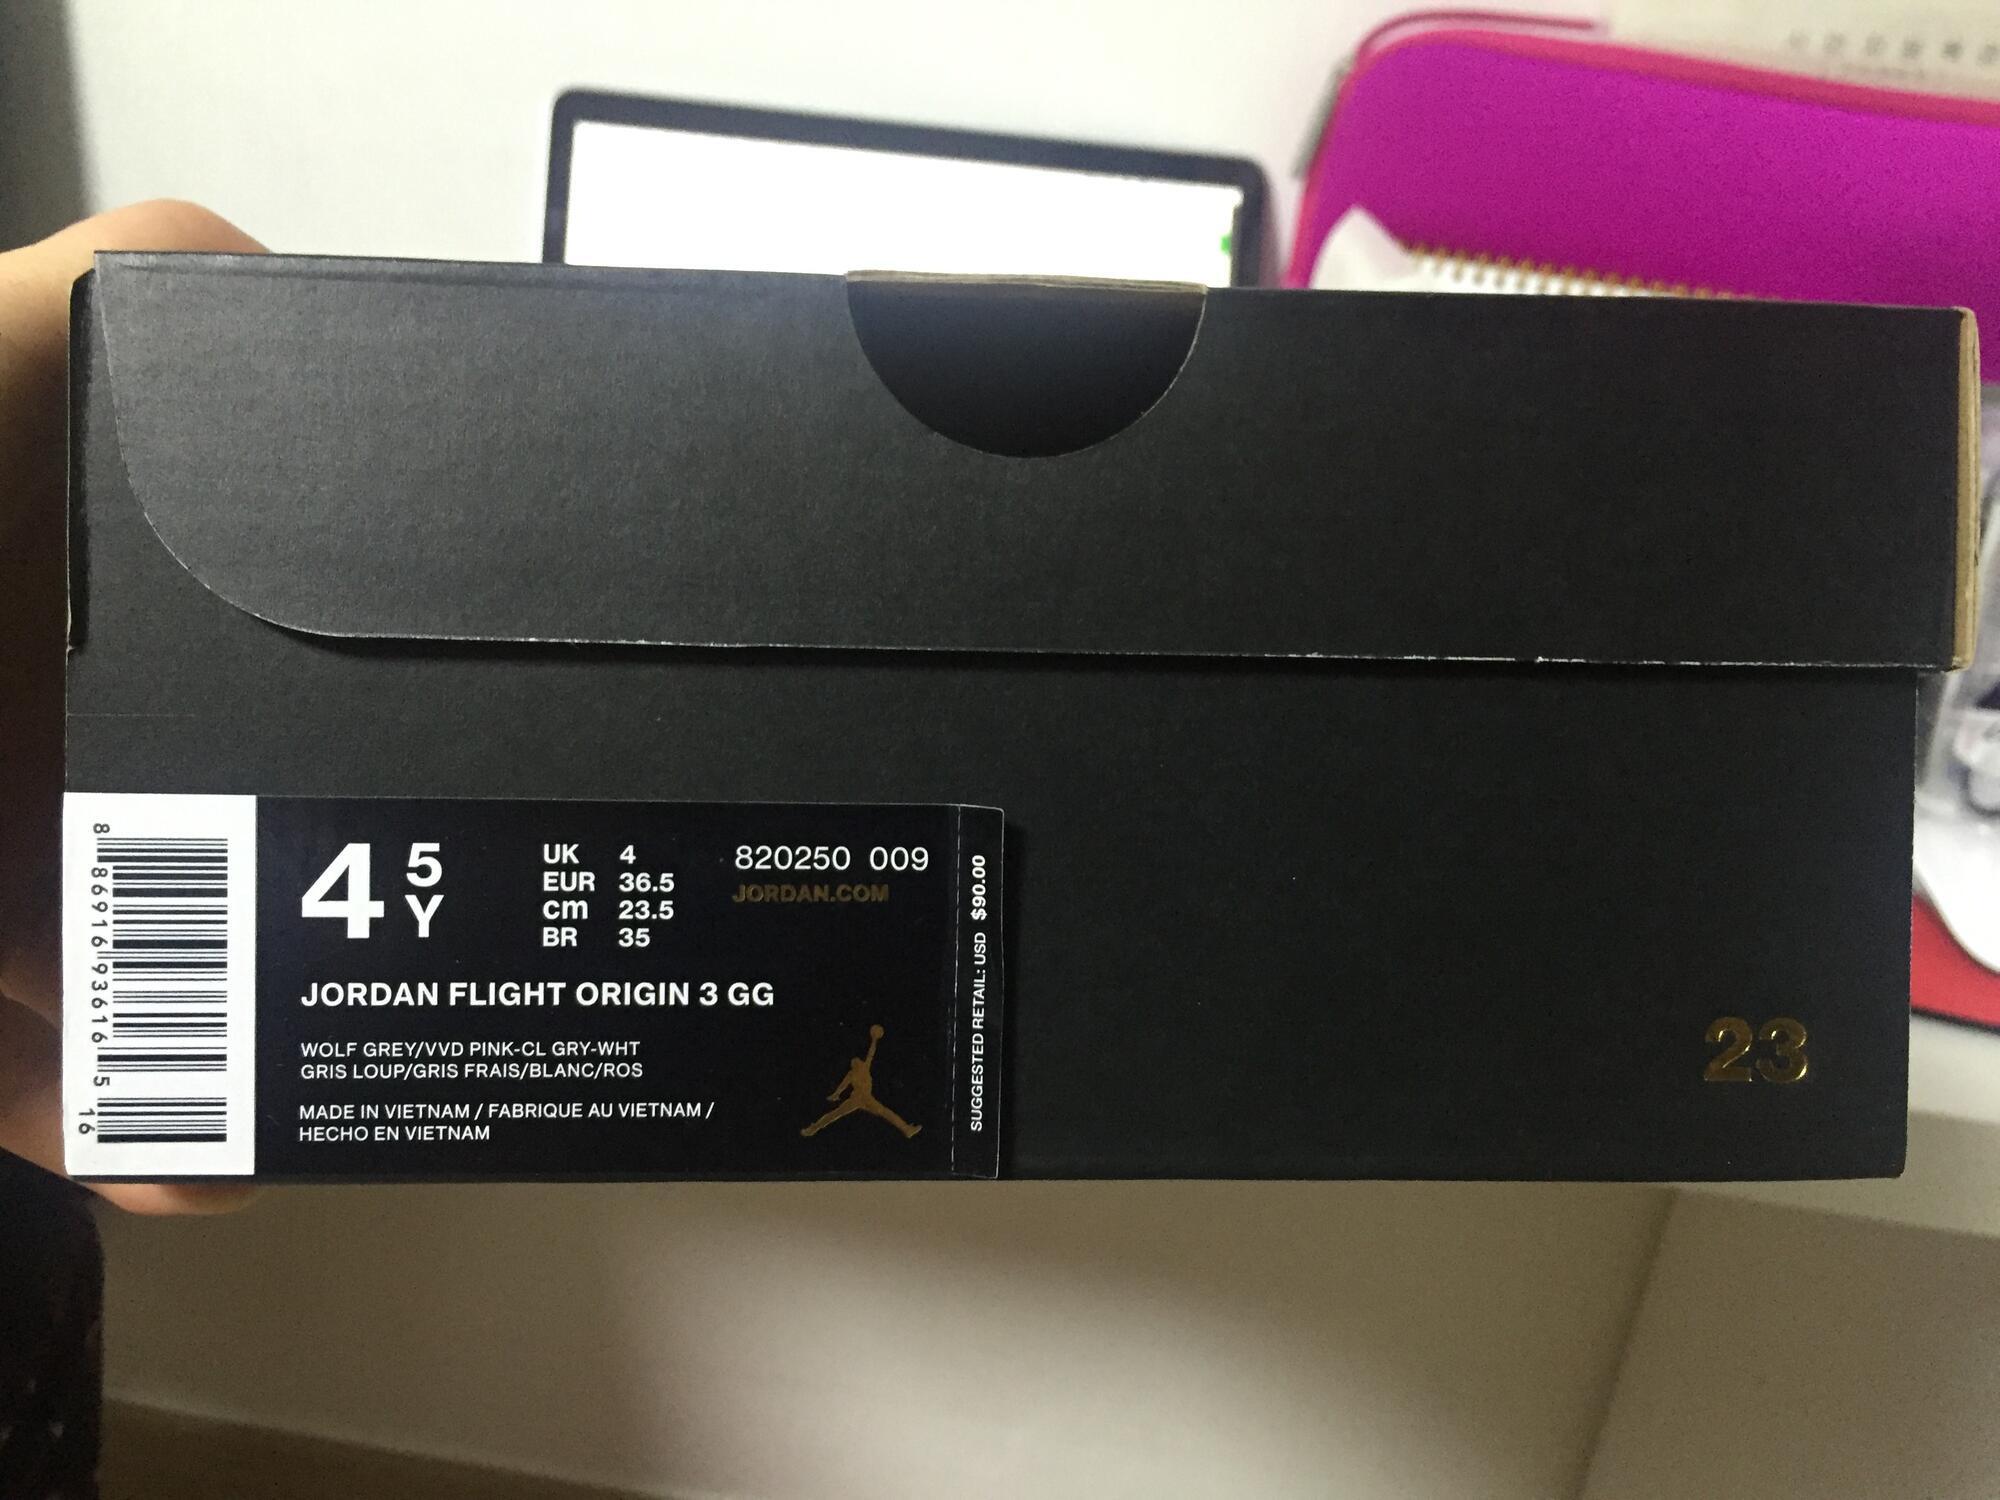 4 5
Y
UK 4
EUR 36.5
cm 23.5
BR 35
820250 009
JORDAN.COM
JORDAN FLIGHT ORIGIN 3 GG
WOLF GREY/VVD PINK-CL GRY-WHT
GRIS LOUP/GRIS FRAIS/BLANC/ROS
MADE IN VIETNAM / FABRIQUE AU VIETNAM /
HECHO EN VIETNAM
8 86916 93616 5 16
SUGGESTED RETAIL: USD $90.00
23